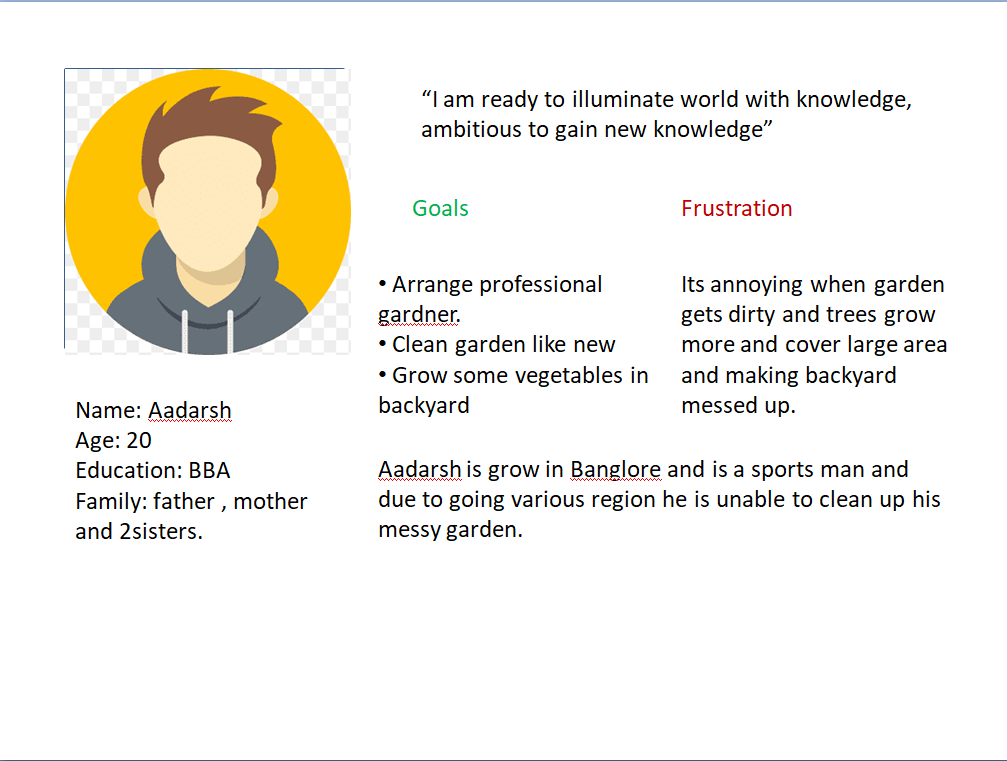 “I am ready to illuminate world with knowledge,
ambitious to gain new knowledge”
Goals
• Arrange professional
gardner.
• Clean garden like new
• Grow some vegetables in
backyard
Frustration
Its annoying when garden
gets dirty and trees grow
more and cover large area
and making backyard
messed up.
Name: Aadarsh
Age: 20
Education: BBA
Family: father , mother
and 2sisters.
Aadarsh is grow in Banglore and is a sports man and
due to going various region he is unable to clean up his
messy garden.